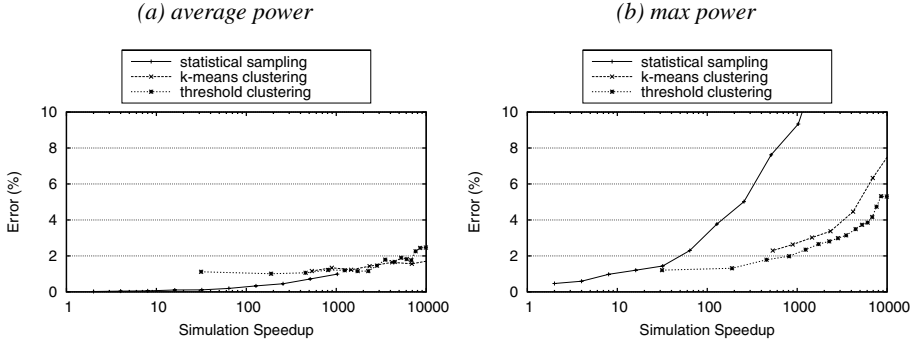 (a) average power
statistical sampling
k-means clustering
threshold clustering
10
8
6
4
2
0
Error (%)
1 10 100 1000 10000
Simulation Speedup
(b) max power
statistical sampling
k-means clustering
threshold clustering
10
8
6
4
2
0
Error (%)
1 10 100 1000 10000
Simulation Speedup